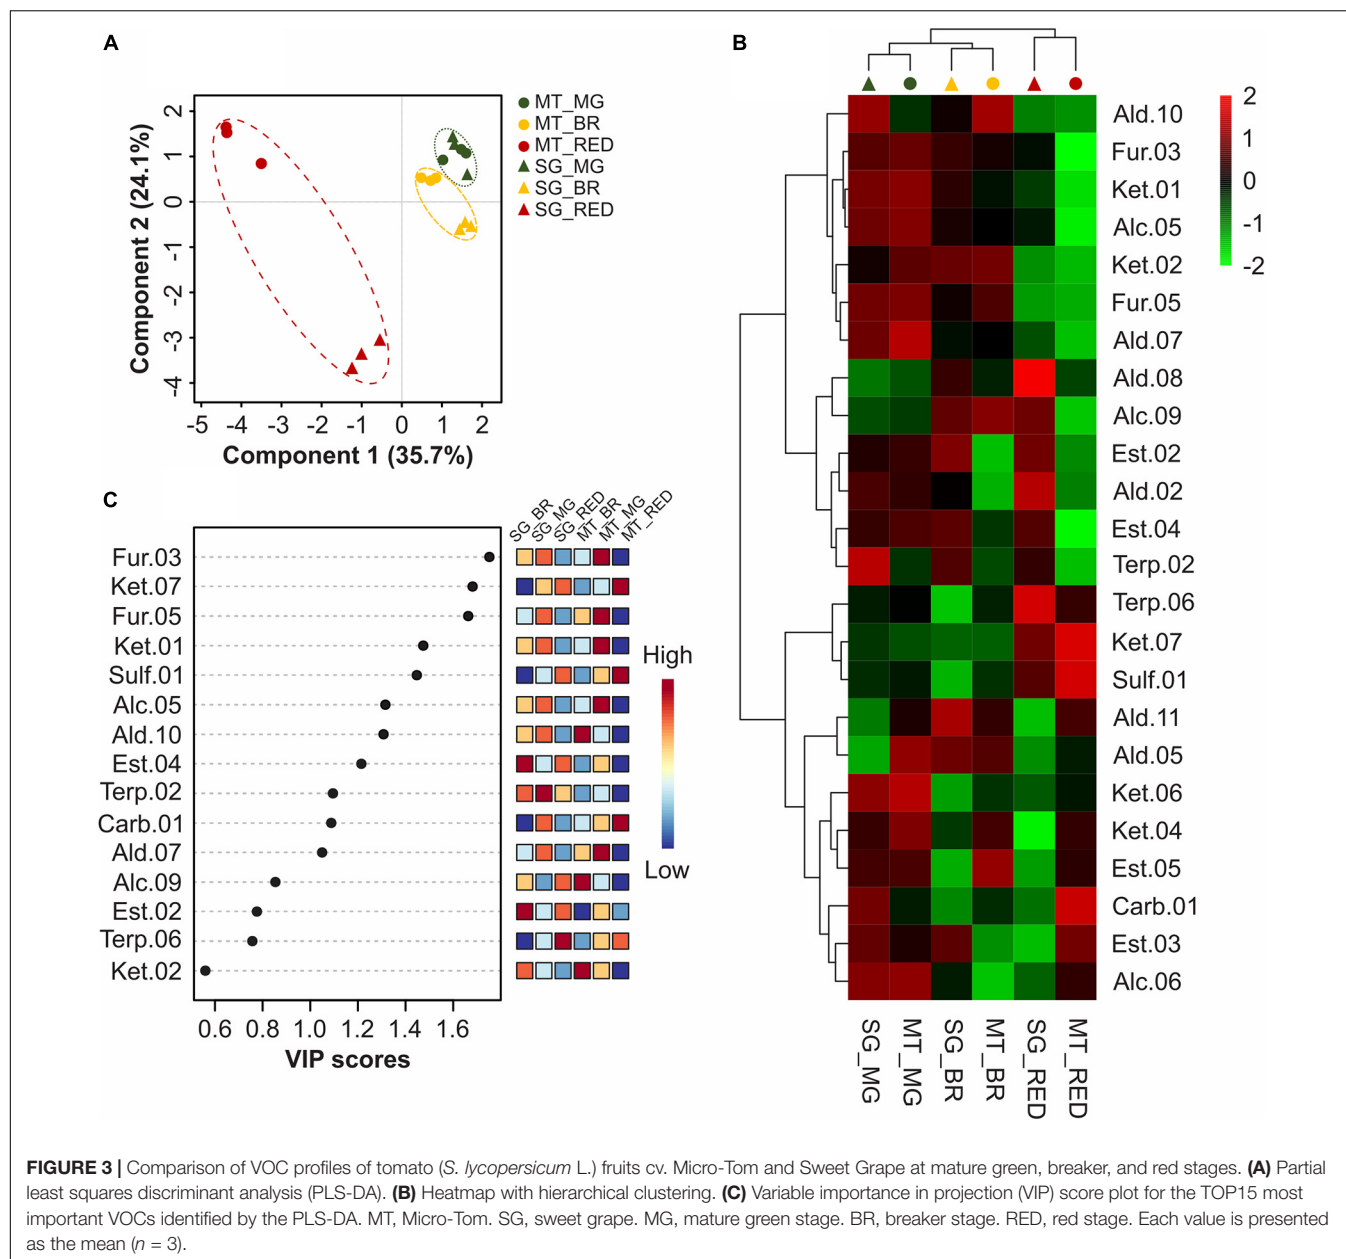 A
2
1
0
-1
-2
-3
-4
Component 2 (24.1%)
-5 -4 -3 -2 -1 0 1 2
Component 1 (35.7%)
MT_MG
MT_BR
MT_RED
SG_MG
SG_BR
SG_RED
B
2
1
0
-1
-2
Ald.10
Fur.03
Ket.01
Alc.05
Ket.02
Fur.05
Ald.07
Ald.08
Alc.09
Est.02
Ald.02
Est.04
Terp.02
Terp.06
Ket.07
Sulf.01
Ald.11
Ald.05
Ket.06
Ket.04
Est.05
Carb.01
Est.03
Alc.06
SG_MG
MT_MG
SG_BR
MT_BR
SG_RED
MT_RED
C
SG_BR
SG_MG
SG_RED
MT_BR
MT_MG
MT_RED
Fur.03
Ket.07
Fur.05
Ket.01
Sulf.01
Alc.05
Ald.10
Est.04
Terp.02
Carb.01
Ald.07
Alc.09
Est.02
Terp.06
Ket.02
0.6 0.8 1.0 1.2 1.4 1.6
VIP scores
High
Low
FIGURE 3 | Comparison of VOC profiles of tomato (S. lycopersicum L.) fruits cv. Micro-Tom and Sweet Grape at mature green, breaker, and red stages. (A) Partial
least squares discriminant analysis (PLS-DA). (B) Heatmap with hierarchical clustering. (C) Variable importance in projection (VIP) score plot for the TOP15 most
important VOCs identified by the PLS-DA. MT, Micro-Tom. SG, sweet grape. MG, mature green stage. BR, breaker stage. RED, red stage. Each value is presented
as the mean (n = 3).